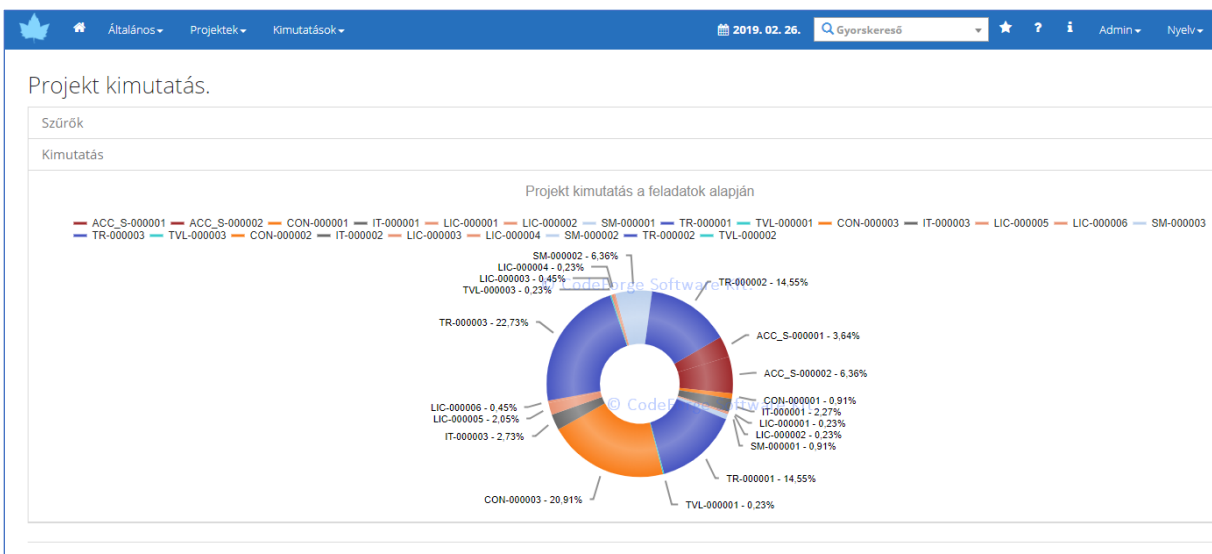 Általános Projektek Kimutatások 2019. 02. 26. Gyorskereső ? i Admin Nyelv
Projekt kimutatás.
Szűrők
Kimutatás
Projekt kimutatás a feladatok alapján
ACC_S-000001 ACC_S-000002 CON-000001 IT-000001 LIC-000001 LIC-000002 SM-000001 TR-000001 TVL-000001 CON-000003 IT-000003 LIC-000005 LIC-000006 SM-000003
TR-000003 TVL-000003 CON-000002 IT-000002 LIC-000003 LIC-000004 SM-000002 TR-000002 TVL-000002
SM-000002 - 6,36%
LIC-000004 - 0,23%
LIC-000003 - 0,45%
TVL-000003 - 0,23%
© CodeForge Software Kft.
TR-000002 - 14,55%
TR-000003 - 22,73%
ACC_S-000001 - 3,64%
ACC_S-000002 - 6,36%
CON-000001 - 0,91%
IT-000001 - 2,27%
LIC-000001 - 0,23%
LIC-000002 - 0,23%
SM-000001 - 0,91%
© CodeForge Software Kft.
LIC-000006 - 0,45%
LIC-000005 - 2,05%
IT-000003 - 2,73%
TR-000001 - 14,55%
CON-000003 - 20,91%
TVL-000001 - 0,23%